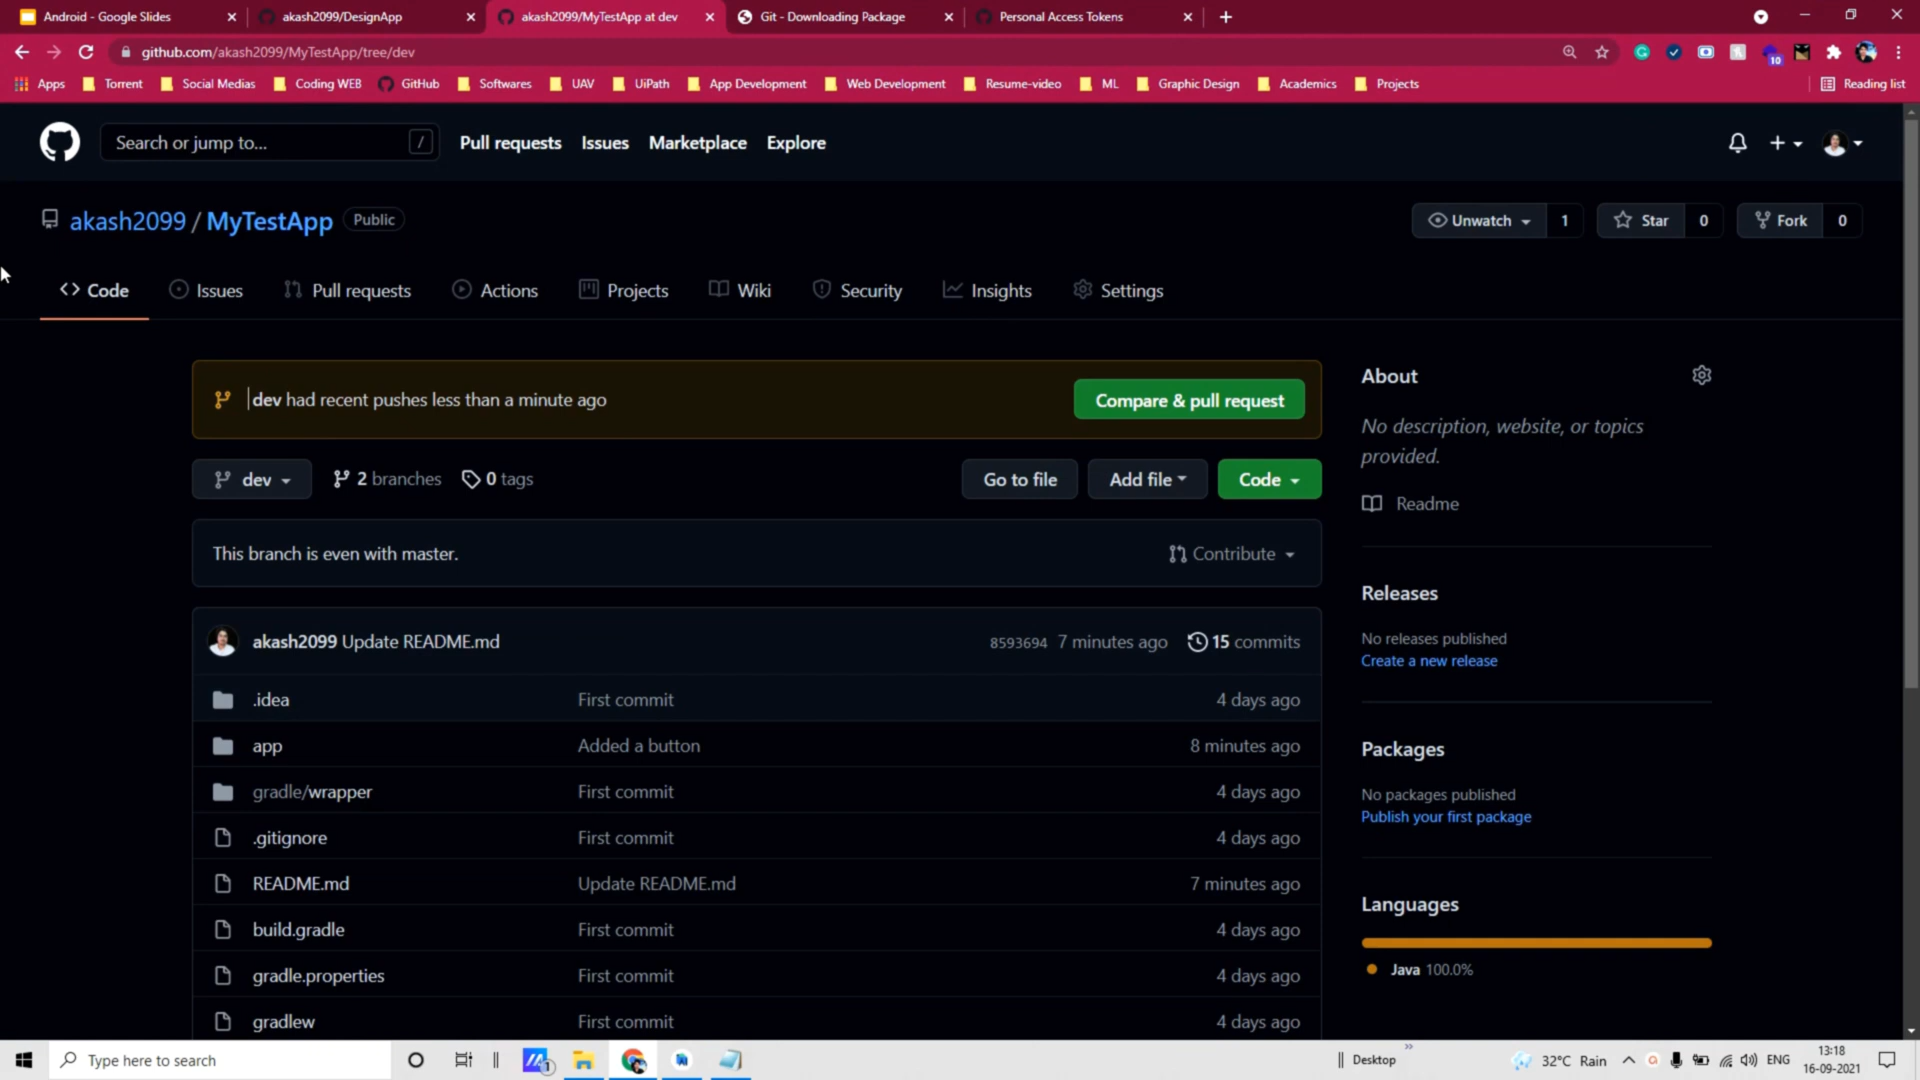 Android - Google Slides
akash2099/DesignApp
akash2099/MyTestApp at dev
Git - Downloading Package
Personal Access Tokens
github.com/akash2099/MyTestApp/tree/dev
10
Apps
Torrent
Social Medias
Coding WEB
GitHub
Softwares
UAV
UiPath
App Development
Web Development
Resume-video
ML
Graphic Design
Academics
Projects
Reading list
Search or jump to...
/
Pull requests
Issues
Marketplace
Explore
akash2099 / MyTestApp
Public
Unwatch 1
Star 0
Fork 0
Code
Issues
Pull requests
Actions
Projects
Wiki
Security
Insights
Settings
dev had recent pushes less than a minute ago
Compare & pull request
dev
2 branches
0 tags
Go to file
Add file
Code
This branch is even with master.
Contribute
akash2099 Update README.md
8593694 7 minutes ago
15 commits
.idea First commit 4 days ago
app Added a button 8 minutes ago
gradle/wrapper First commit 4 days ago
.gitignore First commit 4 days ago
README.md Update README.md 7 minutes ago
build.gradle First commit 4 days ago
gradle.properties First commit 4 days ago
gradlew First commit 4 days ago
About
No description, website, or topics
provided.
Readme
Releases
No releases published
Create a new release
Packages
No packages published
Publish your first package
Languages
Java 100.0%
Type here to search
1
Desktop
32°C Rain
ENG
13:18
16-09-2021